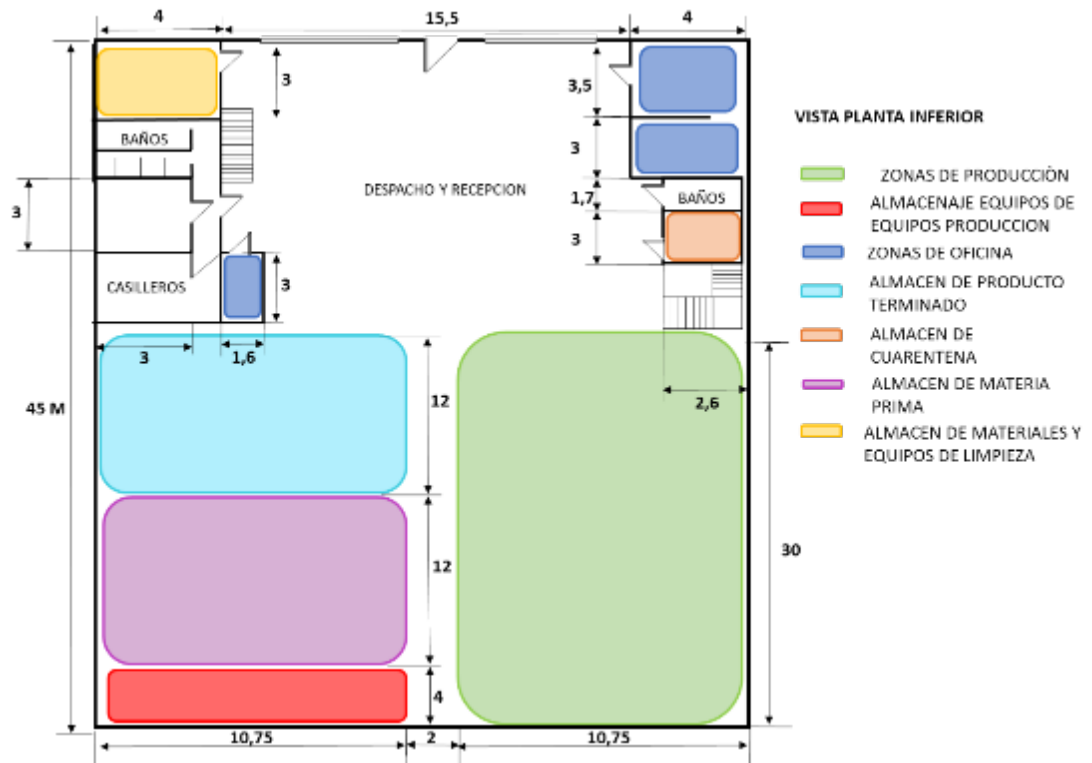 4
15,5
4
3
3,5
BAÑOS
3
DESPACHO Y RECEPCION
3
1,7
BAÑOS
3
CASILLEROS
3
3
1,6
2,6
45 M
12
12
30
4
10,75
2
10,75
VISTA PLANTA INFERIOR
ZONAS DE PRODUCCIÒN
ALMACENAJE EQUIPOS DE
EQUIPOS PRODUCCION
ZONAS DE OFICINA
ALMACEN DE PRODUCTO
TERMINADO
ALMACEN DE
CUARENTENA
ALMACEN DE MATERIA
PRIMA
ALMACEN DE MATERIALES Y
EQUIPOS DE LIMPIEZA